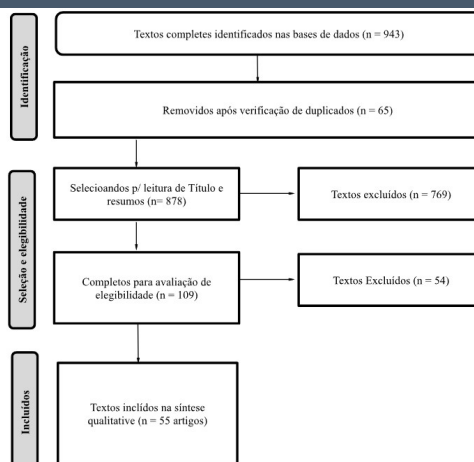 Identificação
Textos completes identificados nas bases de dados (n = 943)
Removidos após verificação de duplicados (n = 65)
Seleção e elegibilidade
Selecioandos p/ leitura de Título e
resumos (n= 878)
Textos excluídos (n = 769)
Completos para avaliação de
elegibilidade (n = 109)
Textos Excluídos (n = 54)
Incluídos
Textos inclídos na síntese
qualitative (n = 55 artigos)